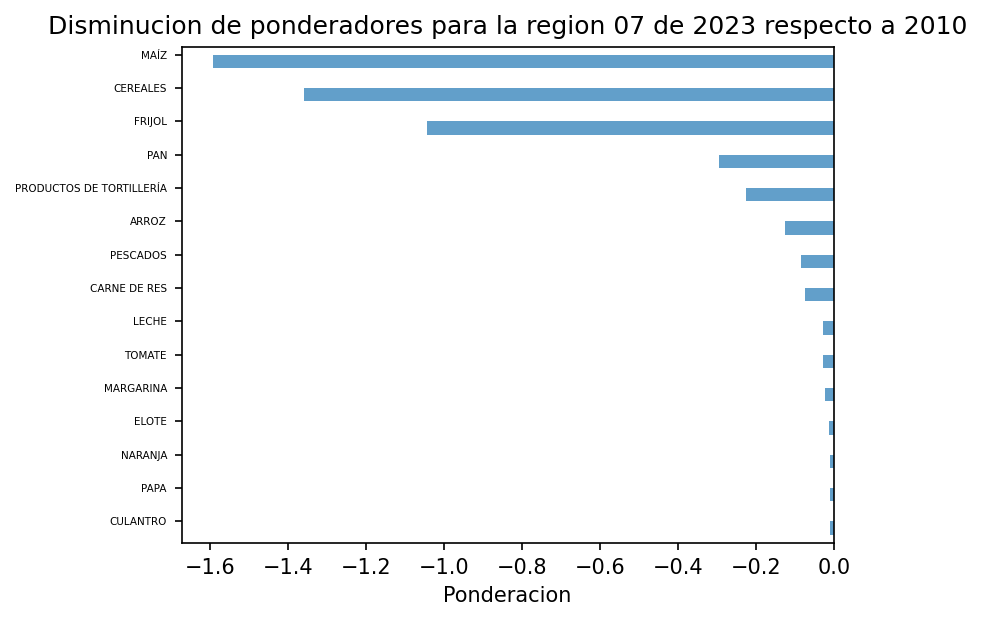 Disminucion de ponderadores para la region 07 de 2023 respecto a 2010
MAÍZ
CEREALES
FRIJOL
PAN
PRODUCTOS DE TORTILLERÍA
ARROZ
PESCADOS
CARNE DE RES
LECHE
TOMATE
MARGARINA
ELOTE
NARANJA
PAPA
CULANTRO
−1.6 −1.4 −1.2 −1.0 −0.8 −0.6 −0.4 −0.2 0.0
Ponderacion